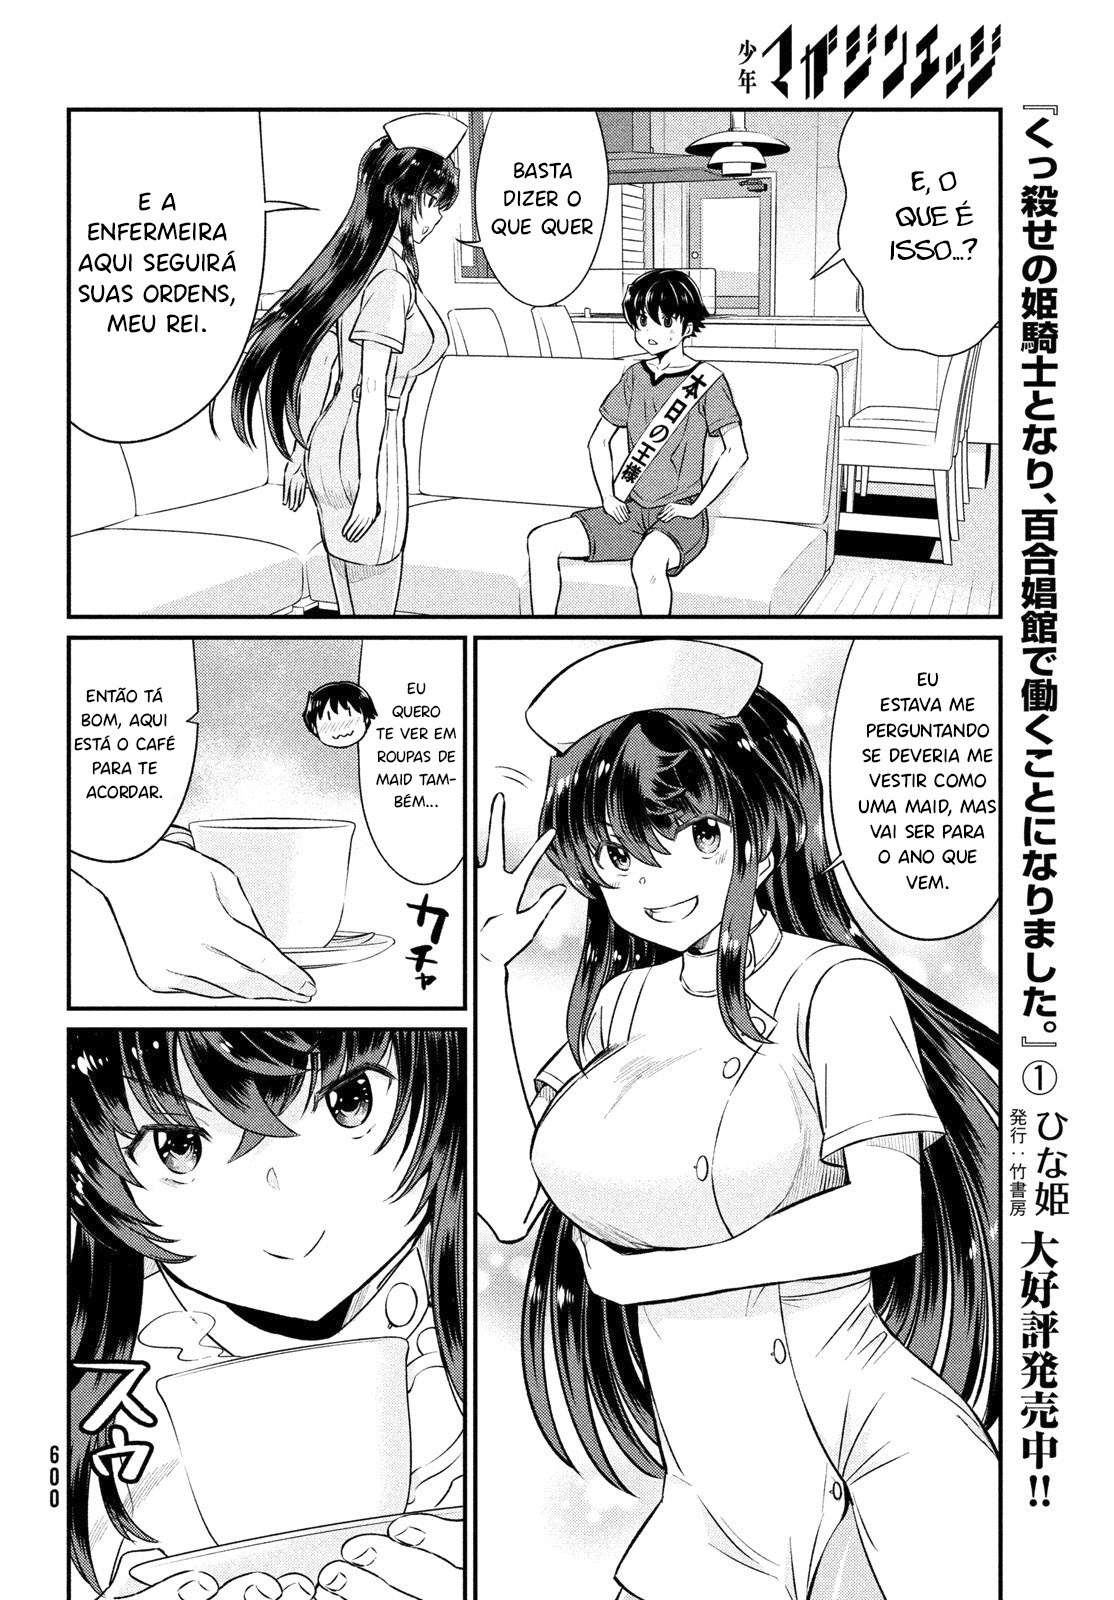 少年
マガジンエッジ
『くっ殺せの姫騎士となり、百合娼館で働くことになりました。』①
ひな姫
発行：竹書房
大好評発売中!!
E, O
QUE É
ISSO...?
BASTA
DIZER O
QUE QUER
E A
ENFERMEIRA
AQUI SEGUIRÁ
SUAS ORDENS,
MEU REI.
本日の王様
EU
ESTAVA ME
PERGUNTANDO
SE DEVERIA ME
VESTIR COMO
UMA MAID, MAS
VAI SER PARA
O ANO QUE
VEM.
EU
QUERO
TE VER EM
ROUPAS DE
MAID TAM-
BÉM...
ENTÃO TÁ
BOM, AQUI
ESTÁ O CAFÉ
PARA TE
ACORDAR.
カチャ
スゥ
600